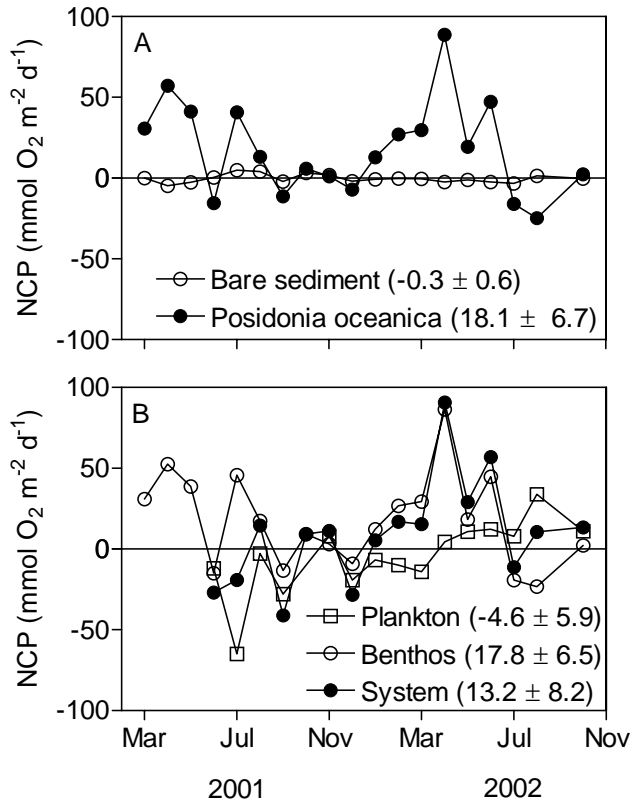 A
100
50
0
-50
-100
NCP (mmol O₂ m⁻² d⁻¹)
Bare sediment (-0.3 ± 0.6)
Posidonia oceanica (18.1 ± 6.7)
B
100
50
0
-50
-100
NCP (mmol O₂ m⁻² d⁻¹)
Plankton (-4.6 ± 5.9)
Benthos (17.8 ± 6.5)
System (13.2 ± 8.2)
Mar Jul Nov Mar Jul Nov
2001 2002